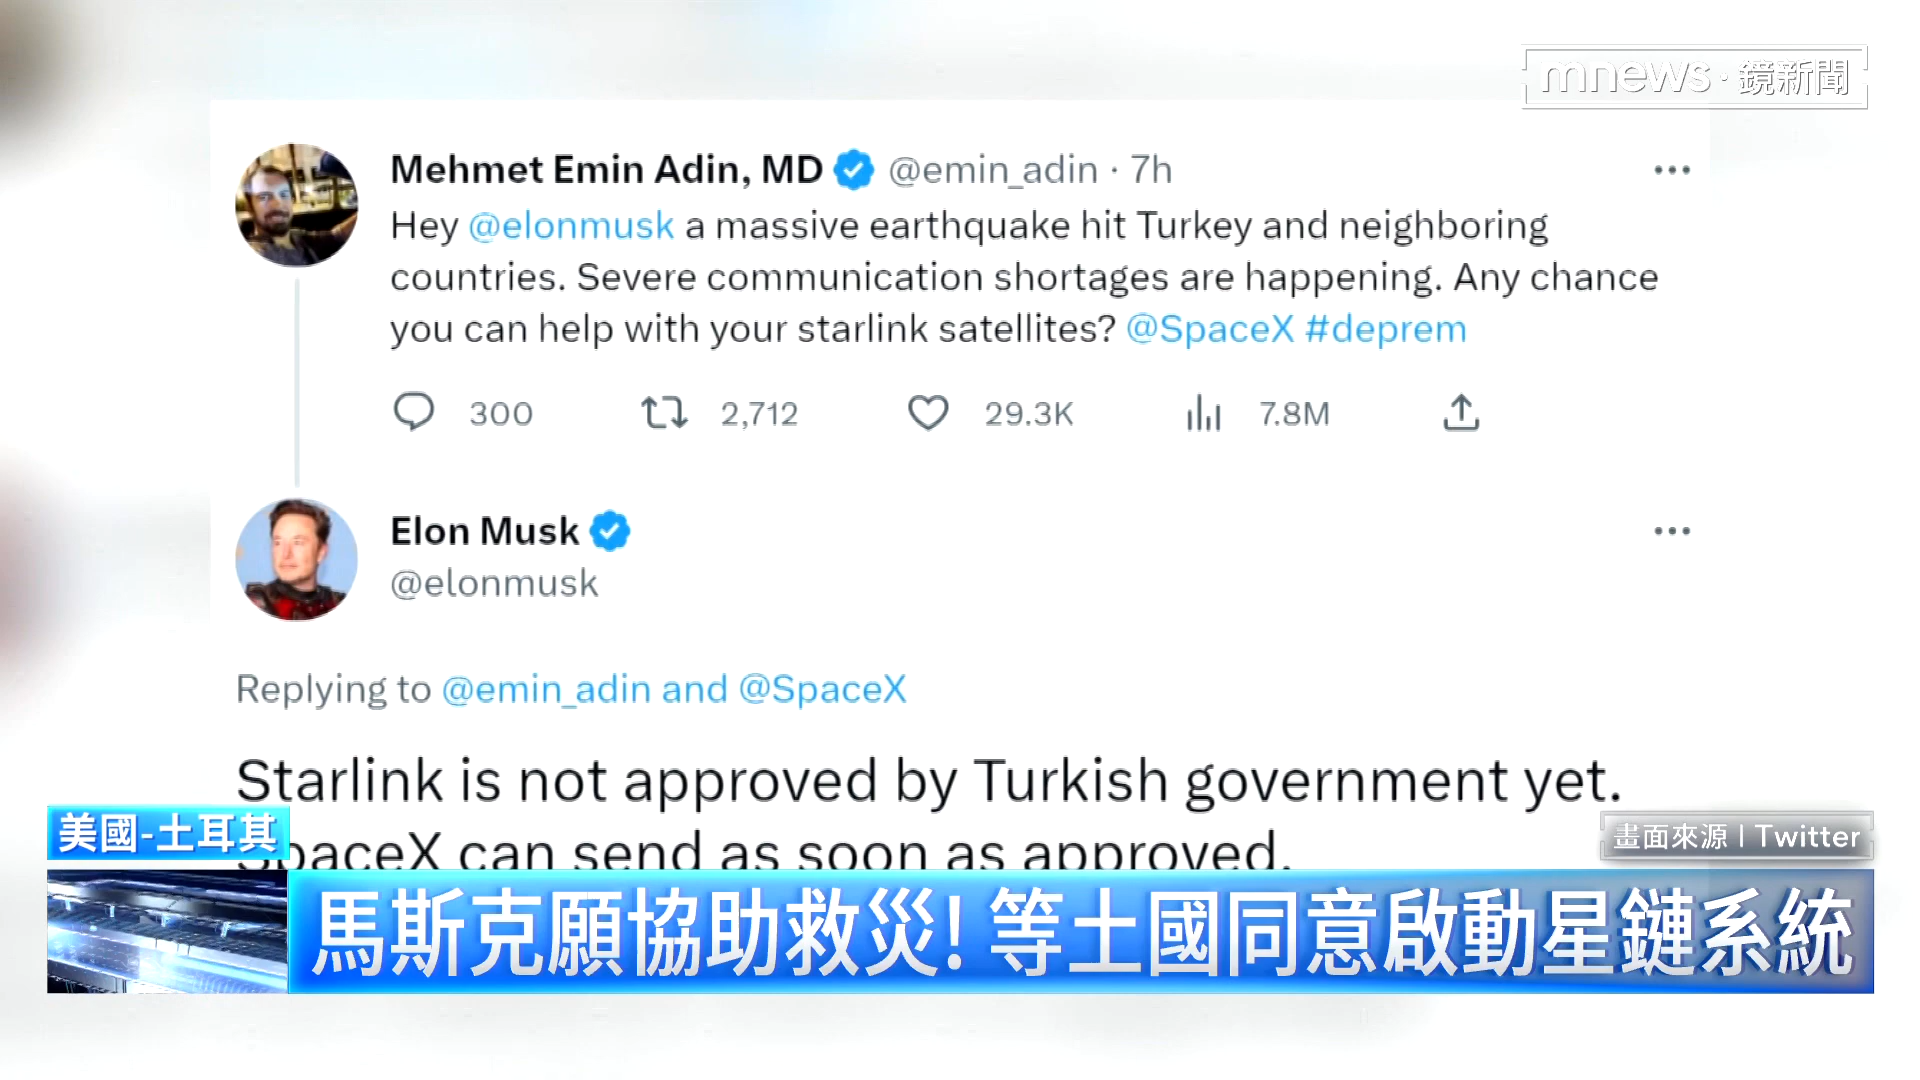 mnews·鏡新聞
Mehmet Emin Adin, MD @emin_adin · 7h
Hey @elonmusk a massive earthquake hit Turkey and neighboring
countries. Severe communication shortages are happening. Any chance
you can help with your starlink satellites? @SpaceX #deprem
300 2,712 29.3K 7.8M
Elon Musk
@elonmusk
Replying to @emin_adin and @SpaceX
Starlink is not approved by Turkish government yet.
SpaceX can send as soon as approved.
美國-土耳其
畫面來源 | Twitter
馬斯克願協助救災! 等土國同意啟動星鏈系統